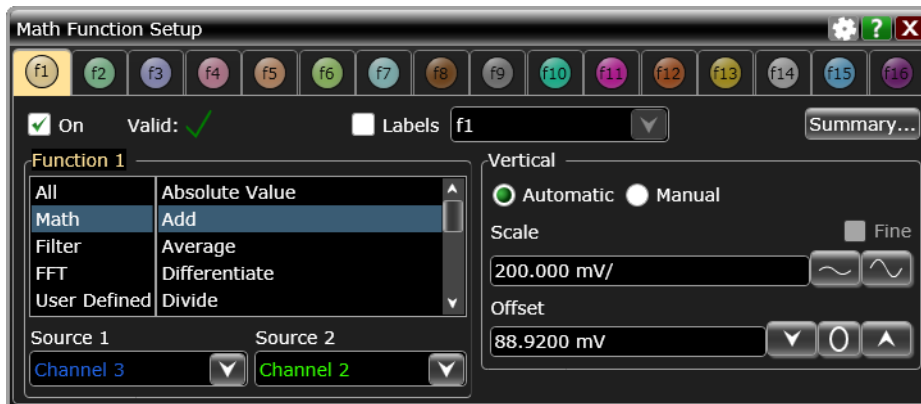 Math Function Setup ? X
f1 f2 f3 f4 f5 f6 f7 f8 f9 f10 f11 f12 f13 f14 f15 f16
On Valid: Labels f1 Summary...
Function 1
All Absolute Value
Math Add
Filter Average
FFT Differentiate
User Defined Divide
Source 1 Source 2
Channel 3 Channel 2
Vertical
Automatic Manual
Scale Fine
200.000 mV/
Offset
88.9200 mV 0